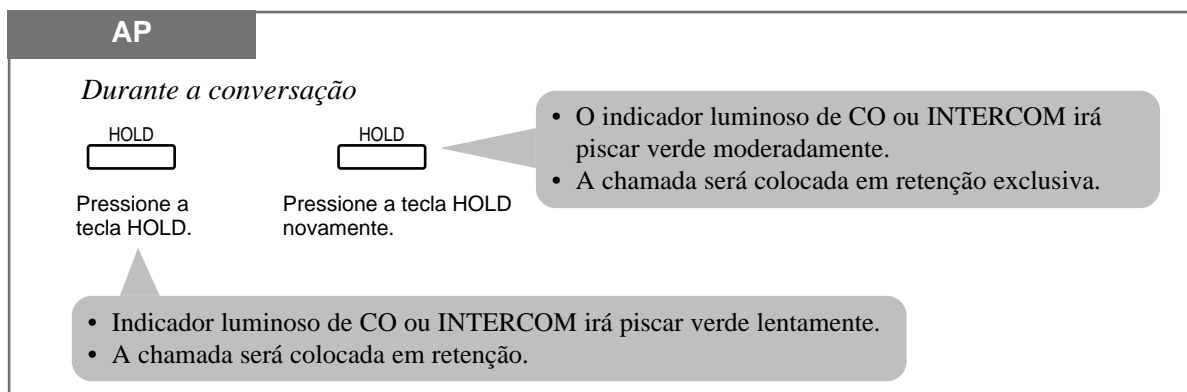 AP
Durante a conversação
HOLD
Pressione a
tecla HOLD.
HOLD
Pressione a tecla HOLD
novamente.
• O indicador luminoso de CO ou INTERCOM irá
piscar verde moderadamente.
• A chamada será colocada em retenção exclusiva.
• Indicador luminoso de CO ou INTERCOM irá piscar verde lentamente.
• A chamada será colocada em retenção.